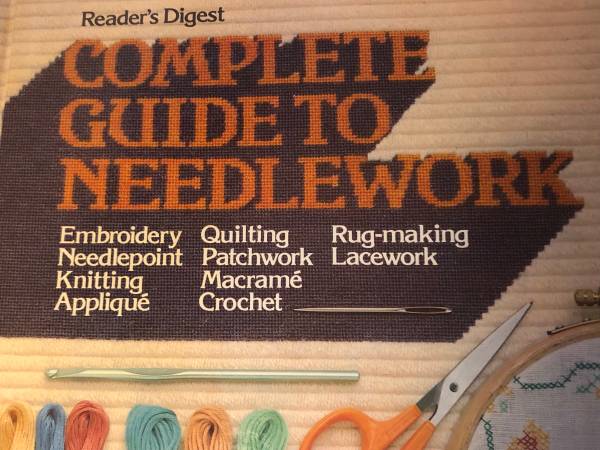 Reader's Digest
COMPLETE
GUIDE TO
NEEDLEWORK
Embroidery Quilting Rug-making
Needlepoint Patchwork Lacework
Knitting Macramé
Appliqué Crochet